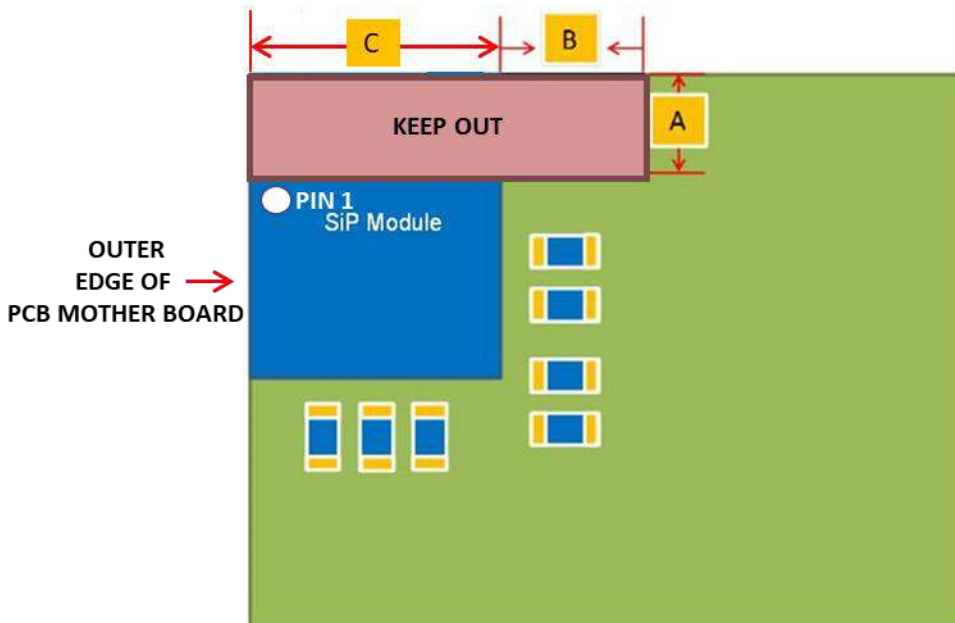 C
B
A
KEEP OUT
PIN 1
SiP Module
OUTER
EDGE OF
PCB MOTHER BOARD